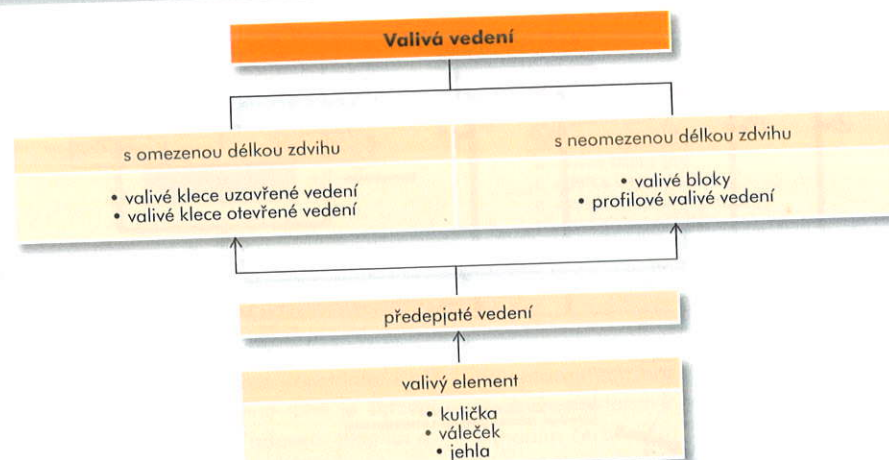 Valivá vedení
s omezenou délkou zdvihu
s neomezenou délkou zdvihu
• valivé klece uzavřené vedení
• valivé klece otevřené vedení
• valivé bloky
• profilové valivé vedení
předepjaté vedení
valivý element
• kulička
• váleček
• jehla